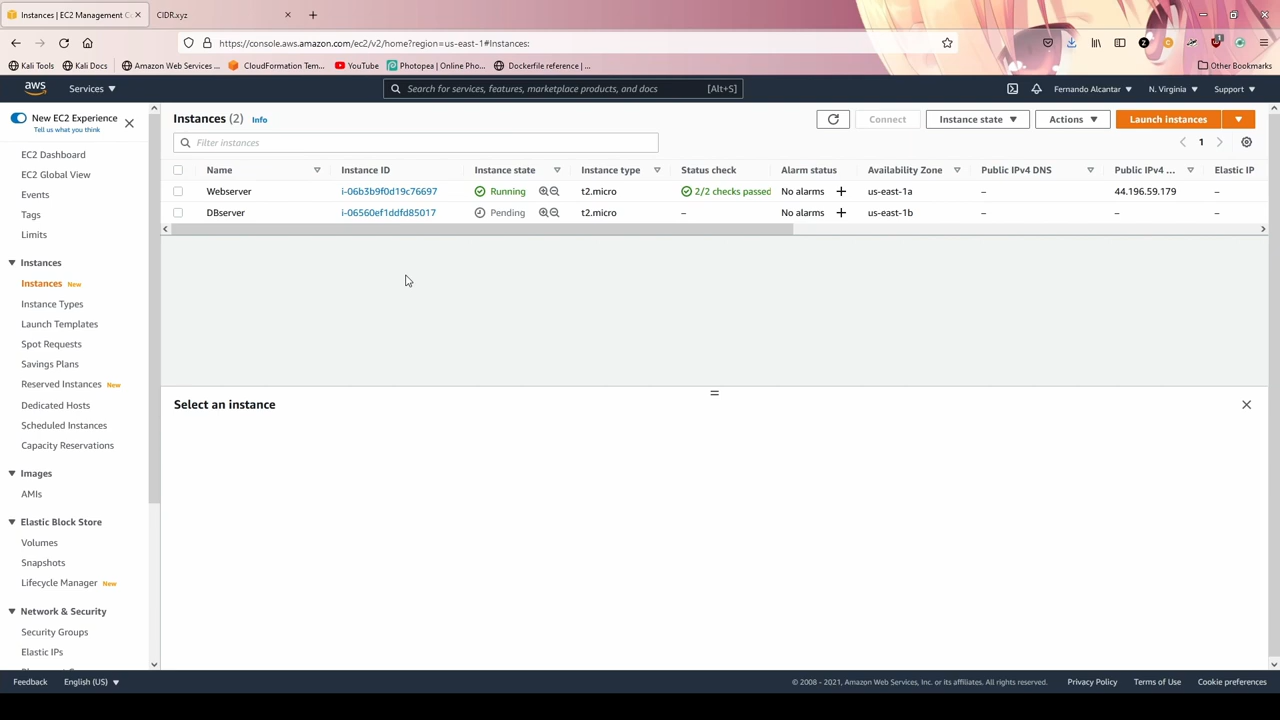 Instances | EC2 Management C
CIDR.xyz
https://console.aws.amazon.com/ec2/v2/home?region=us-east-1#Instances:
Kali Tools
Kali Docs
Amazon Web Services ...
CloudFormation Tem...
YouTube
Photopea | Online Pho...
Dockerfile reference | ...
Other Bookmarks
aws
Services
Search for services, features, marketplace products, and docs
[Alt+S]
Fernando Alcantar
N. Virginia
Support
New EC2 Experience
Tell us what you think
EC2 Dashboard
EC2 Global View
Events
Tags
Limits
Instances
Instances New
Instance Types
Launch Templates
Spot Requests
Savings Plans
Reserved Instances New
Dedicated Hosts
Scheduled Instances
Capacity Reservations
Images
AMIs
Elastic Block Store
Volumes
Snapshots
Lifecycle Manager New
Network & Security
Security Groups
Elastic IPs
Instances (2) Info
Connect
Instance state
Actions
Launch instances
Filter instances
1
Name Instance ID Instance state Instance type Status check Alarm status Availability Zone Public IPv4 DNS Public IPv4 ... Elastic IP
Webserver i-06b3b9f0d19c76697 Running t2.micro 2/2 checks passed No alarms + us-east-1a – 44.196.59.179 –
DBserver i-06560ef1ddfd85017 Pending t2.micro – No alarms + us-east-1b – – –
Select an instance
Feedback
English (US)
© 2008 - 2021, Amazon Web Services, Inc. or its affiliates. All rights reserved.
Privacy Policy
Terms of Use
Cookie preferences